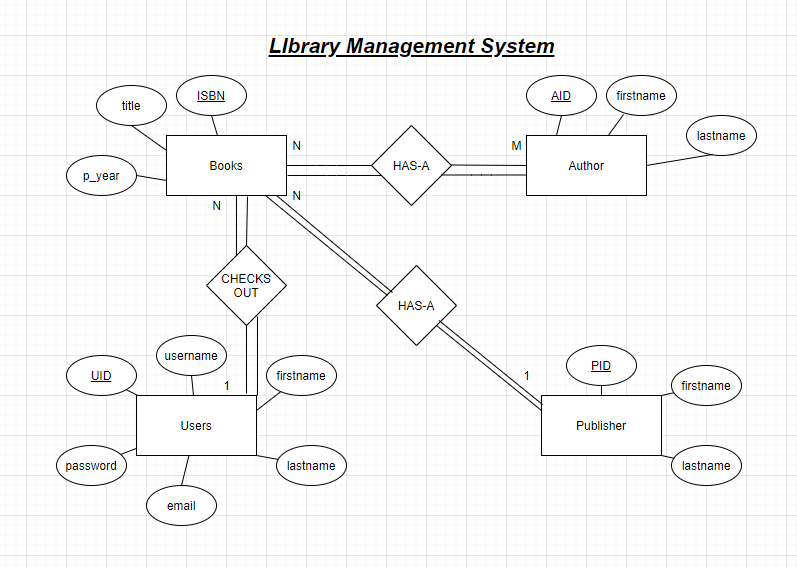 LIbrary Management System
title
ISBN
AID
firstname
lastname
N
M
Books
HAS-A
Author
p_year
N
N
CHECKS
OUT
HAS-A
username
UID
1
firstname
PID
1
firstname
Users
Publisher
password
lastname
lastname
email